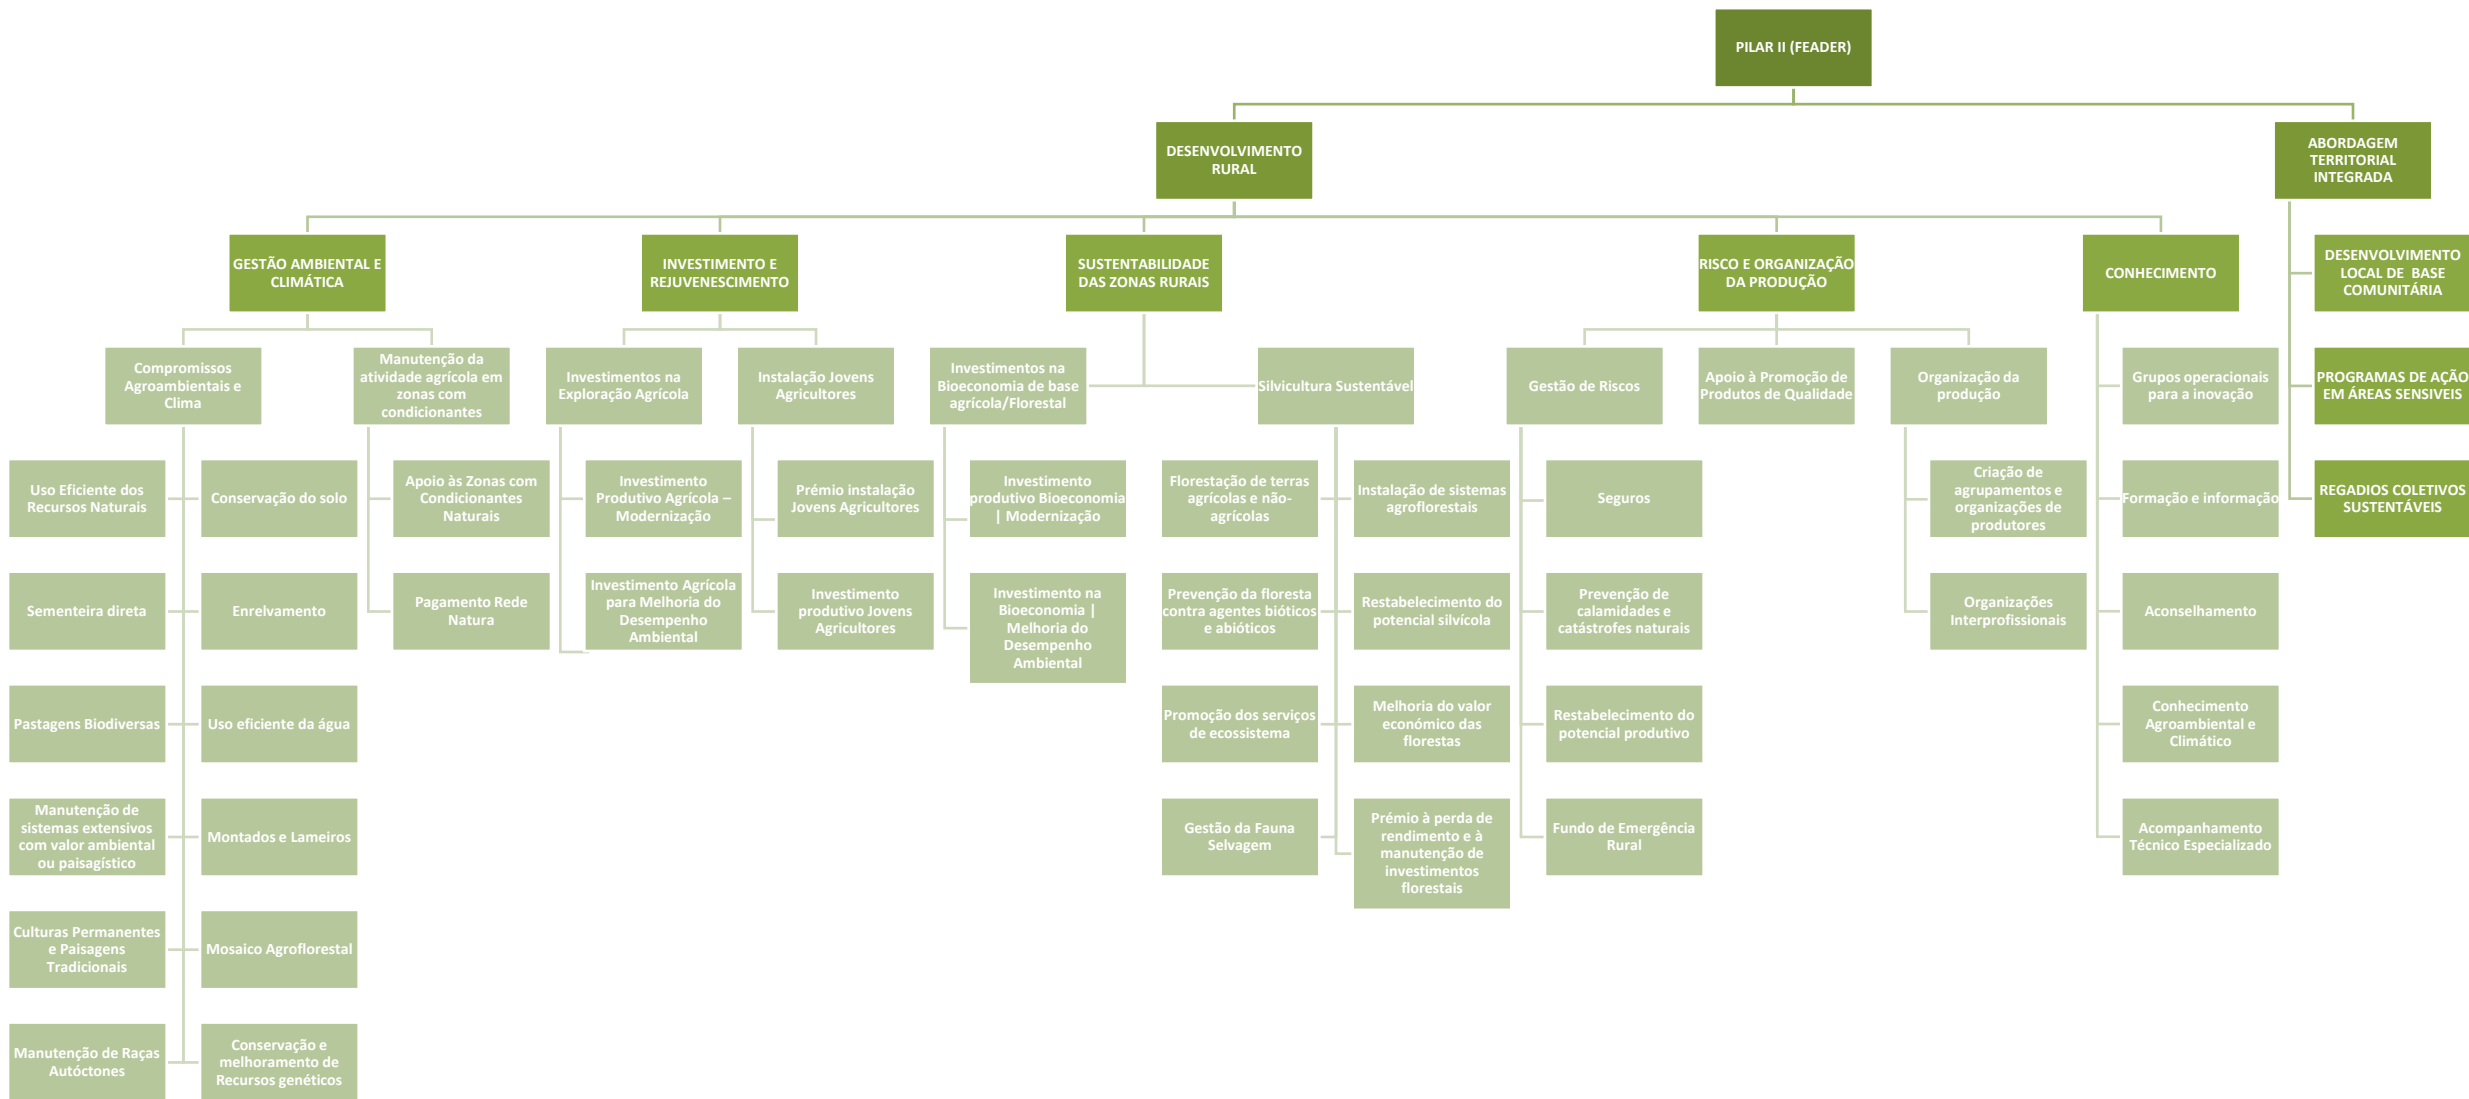 PILAR II (FEADER)
DESENVOLVIMENTO
RURAL
ABORDAGEM
TERRITORIAL
INTEGRADA
GESTÃO AMBIENTAL E
CLIMÁTICA
INVESTIMENTO E
REJUVENESCIMENTO
SUSTENTABILIDADE
DAS ZONAS RURAIS
RISCO E ORGANIZAÇÃO
DA PRODUÇÃO
CONHECIMENTO
DESENVOLVIMENTO
LOCAL DE BASE
COMUNITÁRIA
Compromissos
Agroambientais e
Clima
Manutenção da
atividade agrícola em
zonas com
condicionantes
Investimentos na
Exploração Agrícola
Instalação Jovens
Agricultores
Investimentos na
Bioeconomia de base
agrícola/Florestal
Silvicultura Sustentável
Gestão de Riscos
Apoio à Promoção de
Produtos de Qualidade
Organização da
produção
Grupos operacionais
para a inovação
PROGRAMAS DE AÇÃO
EM ÁREAS SENSIVEIS
Uso Eficiente dos
Recursos Naturais
Conservação do solo
Apoio às Zonas com
Condicionantes
Naturais
Investimento
Produtivo Agrícola –
Modernização
Prémio instalação
Jovens Agricultores
Investimento
produtivo Bioeconomia
| Modernização
Florestação de terras
agrícolas e não-
agrícolas
Instalação de sistemas
agroflorestais
Seguros
Criação de
agrupamentos e
organizações de
produtores
Formação e informação
REGADIOS COLETIVOS
SUSTENTÁVEIS
Sementeira direta
Enrelvamento
Pagamento Rede
Natura
Investimento Agrícola
para Melhoria do
Desempenho
Ambiental
Investimento
produtivo Jovens
Agricultores
Investimento na
Bioeconomia |
Melhoria do
Desempenho
Ambiental
Prevenção da floresta
contra agentes bióticos
e abióticos
Restabelecimento do
potencial silvícola
Prevenção de
calamidades e
catástrofes naturais
Organizações
Interprofissionais
Aconselhamento
Pastagens Biodiversas
Uso eficiente da água
Promoção dos serviços
de ecossistema
Melhoria do valor
económico das
florestas
Restabelecimento do
potencial produtivo
Conhecimento
Agroambiental e
Climático
Manutenção de
sistemas extensivos
com valor ambiental
ou paisagístico
Montados e Lameiros
Gestão da Fauna
Selvagem
Prémio à perda de
rendimento e à
manutenção de
investimentos
florestais
Fundo de Emergência
Rural
Acompanhamento
Técnico Especializado
Culturas Permanentes
e Paisagens
Tradicionais
Mosaico Agroflorestal
Manutenção de Raças
Autóctones
Conservação e
melhoramento de
Recursos genéticos